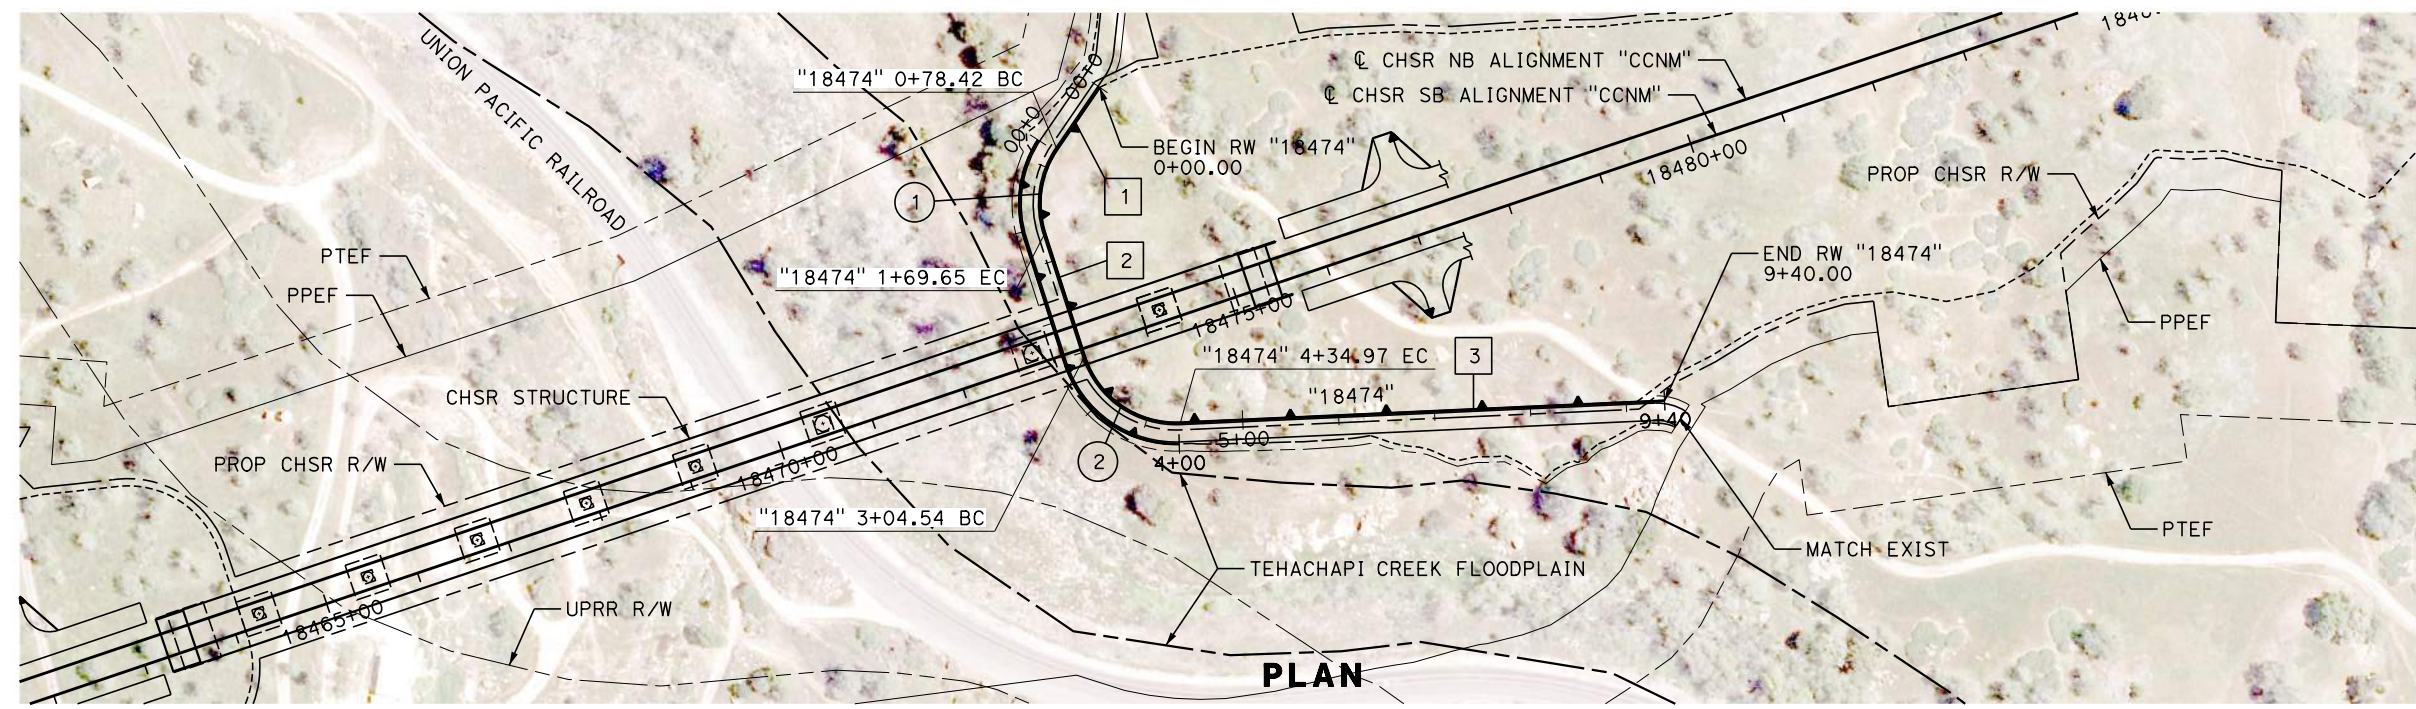 UNION PACIFIC RAILROAD
"18474" 0+78.42 BC
00+0
00+0
℄ CHSR NB ALIGNMENT "CCNM"
℄ CHSR SB ALIGNMENT "CCNM"
BEGIN RW "18474"
0+00.00
18480+00
PROP CHSR R/W
1
1
2
PTEF
PPEF
"18474" 1+69.65 EC
END RW "18474"
9+40.00
18475+00
PPEF
"18474" 4+34.97 EC
3
"18474"
CHSR STRUCTURE
9+40
5+00
4+00
2
PROP CHSR R/W
18470+00
"18474" 3+04.54 BC
PTEF
MATCH EXIST
TEHACHAPI CREEK FLOODPLAIN
18465+00
UPRR R/W
PLAN